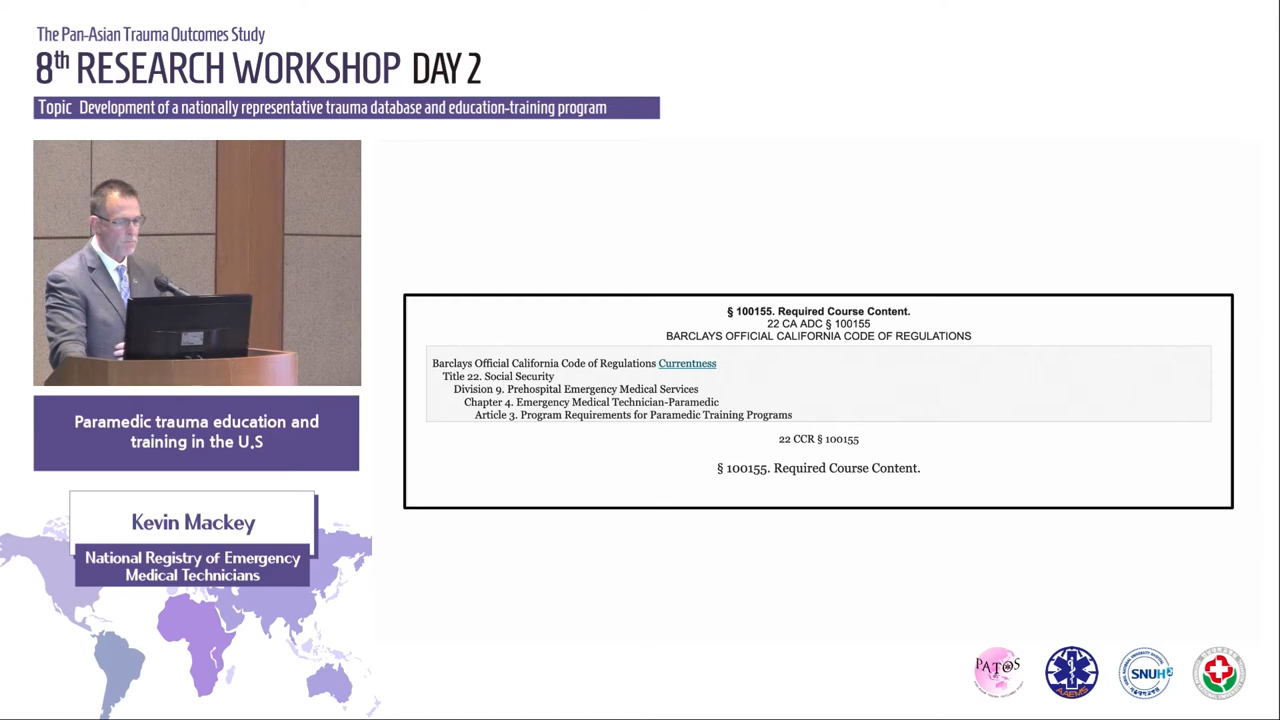 The Pan-Asian Trauma Outcomes Study
8th RESEARCH WORKSHOP DAY 2
Topic Development of a nationally representative trauma database and education-training program
Paramedic trauma education and
training in the U.S
Kevin Mackey
National Registry of Emergency
Medical Technicians
§ 100155. Required Course Content.
22 CA ADC § 100155
BARCLAYS OFFICIAL CALIFORNIA CODE OF REGULATIONS
Barclays Official California Code of Regulations Currentness
Title 22. Social Security
Division 9. Prehospital Emergency Medical Services
Chapter 4. Emergency Medical Technician-Paramedic
Article 3. Program Requirements for Paramedic Training Programs
22 CCR § 100155
§ 100155. Required Course Content.
PATOS
AAEMS
SNUH